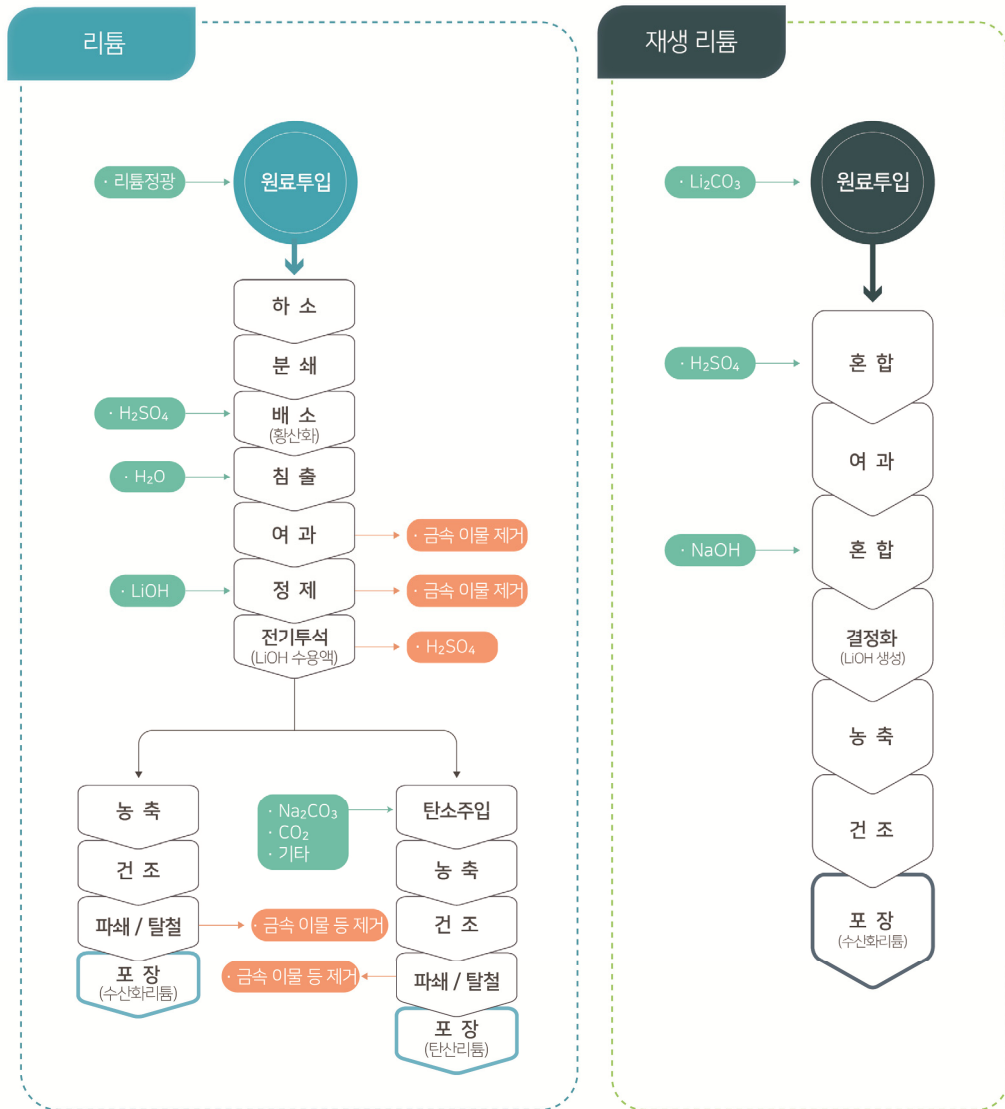 리튬
· 리튬정광
원료투입
하 소
분 쇄
· H₂SO₄
배 소
(황산화)
· H₂O
침 출
여 과
· 금속 이물 제거
· LiOH
정 제
· 금속 이물 제거
전기투석
(LiOH 수용액)
· H₂SO₄
농 축
건 조
파쇄 / 탈철
· 금속 이물 등 제거
포 장
(수산화리튬)
· Na₂CO₃
· CO₂
· 기타
탄소주입
농 축
건 조
· 금속 이물 등 제거
파쇄 / 탈철
포 장
(탄산리튬)
재생 리튬
· Li₂CO₃
원료투입
· H₂SO₄
혼 합
여 과
· NaOH
혼 합
결정화
(LiOH 생성)
농 축
건 조
포 장
(수산화리튬)